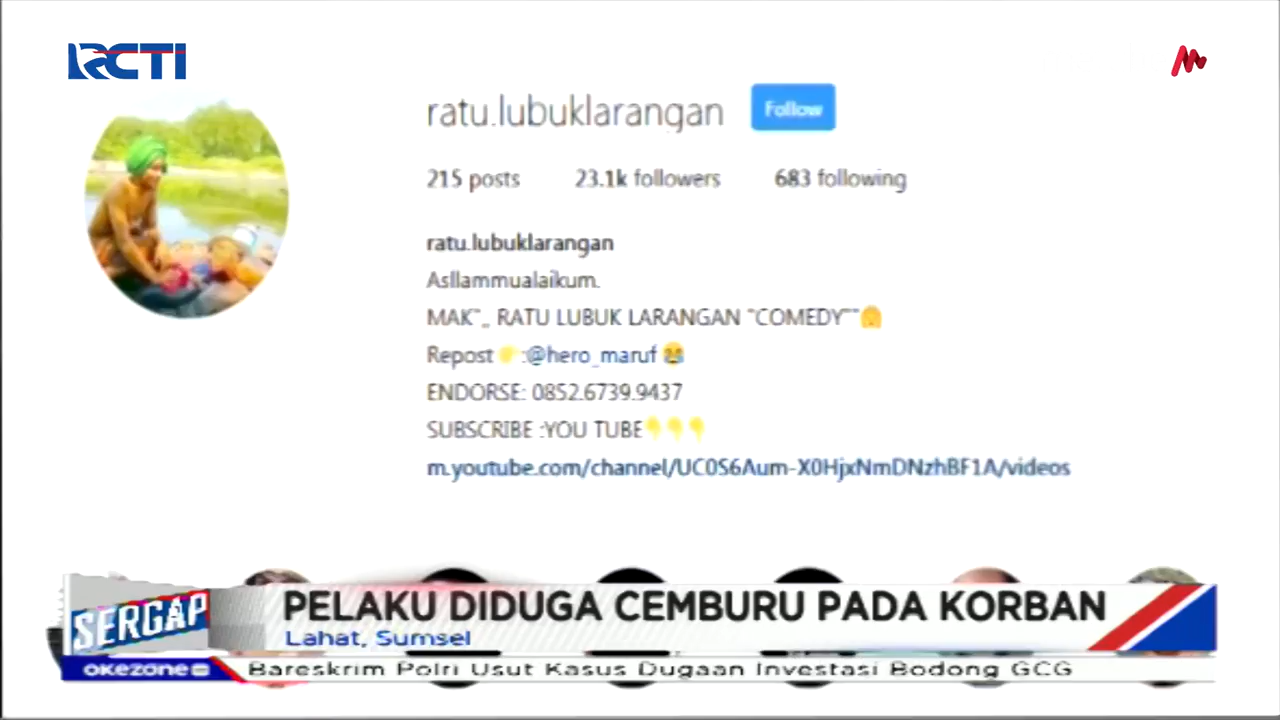 RCTI
ratu.lubuklarangan Follow
215 posts 23.1k followers 683 following
ratu.lubuklarangan
Asllammualaikum.
MAK",, RATU LUBUK LARANGAN "COMEDY""
Repost 👉:@hero_maruf 😹
ENDORSE: 0852.6739.9437
SUBSCRIBE :YOU TUBE👇👇👇
m.youtube.com/channel/UC0S6Aum-X0HjxNmDNzhBF1A/videos
SERGAP
PELAKU DIDUGA CEMBURU PADA KORBAN
Lahat, Sumsel
okezone
Bareskrim Polri Usut Kasus Dugaan Investasi Bodong GCG